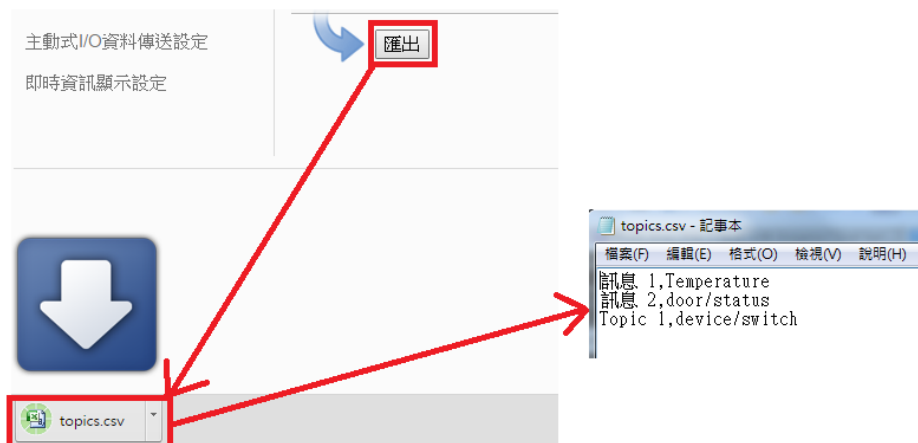 主動式I/O資料傳送設定
即時資訊顯示設定
匯出
topics.csv
topics.csv - 記事本
檔案(F) 編輯(E) 格式(O) 檢視(V) 說明(H)
訊息 1,Temperature
訊息 2,door/status
Topic 1,device/switch